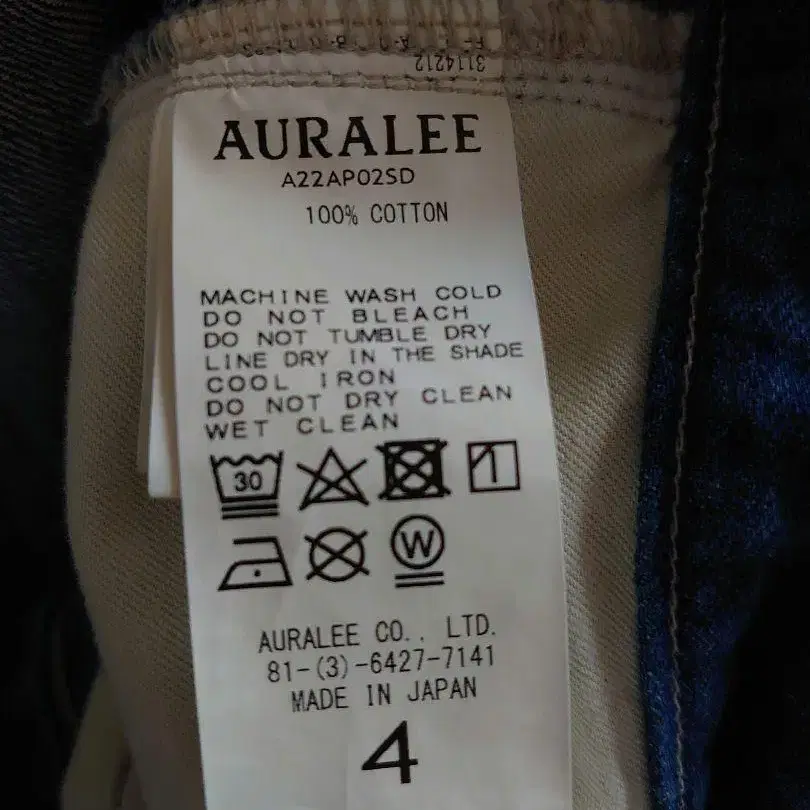 3114212
AURALEE
A22AP02SD
100% COTTON
MACHINE WASH COLD
DO NOT BLEACH
DO NOT TUMBLE DRY
LINE DRY IN THE SHADE
COOL IRON
DO NOT DRY CLEAN
WET CLEAN
30
W
AURALEE CO., LTD.
81-(3)-6427-7141
MADE IN JAPAN
4